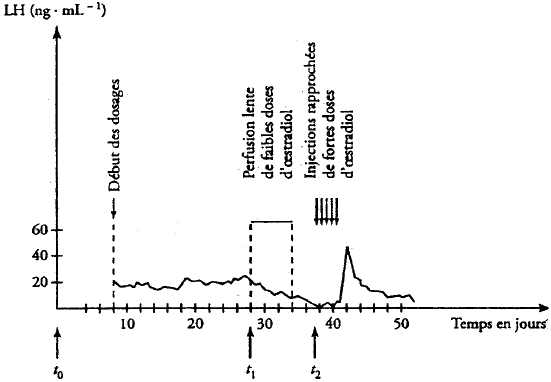 LH (ng · mL⁻¹)
Début des dosages
Perfusion lente
de faibles doses
d'œstradiol
Injections rapprochées
de fortes doses
d'œstradiol
60
40
20
10
20
30
40
50
Temps en jours
t₀
t₁
t₂